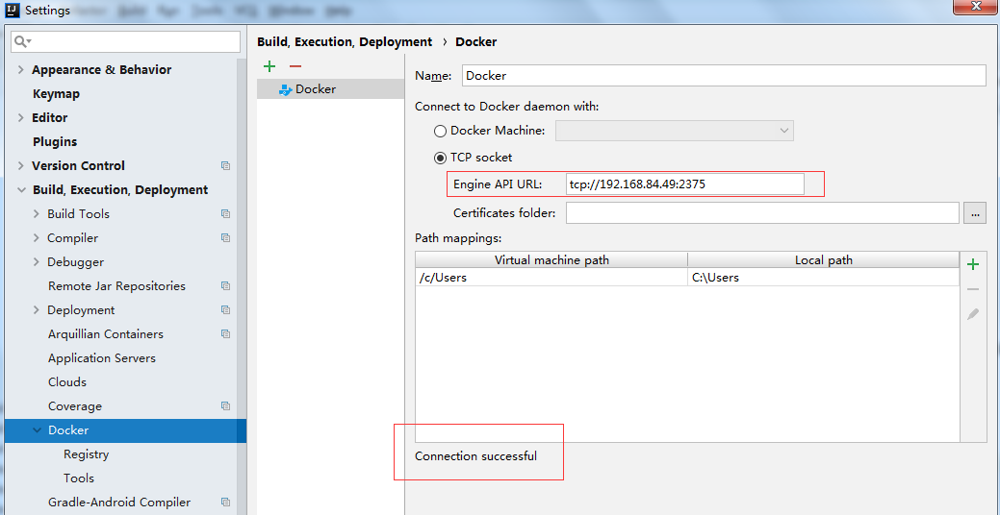 IJ Settings
Build, Execution, Deployment › Docker
Appearance & Behavior
Keymap
Editor
Plugins
Version Control
Build, Execution, Deployment
Build Tools
Compiler
Debugger
Remote Jar Repositories
Deployment
Arquillian Containers
Application Servers
Clouds
Coverage
Docker
Registry
Tools
Gradle-Android Compiler
Docker
Name: Docker
Connect to Docker daemon with:
Docker Machine:
TCP socket
Engine API URL: tcp://192.168.84.49:2375
Certificates folder: ...
Path mappings:
Virtual machine path Local path
/c/Users C:\Users
Connection successful